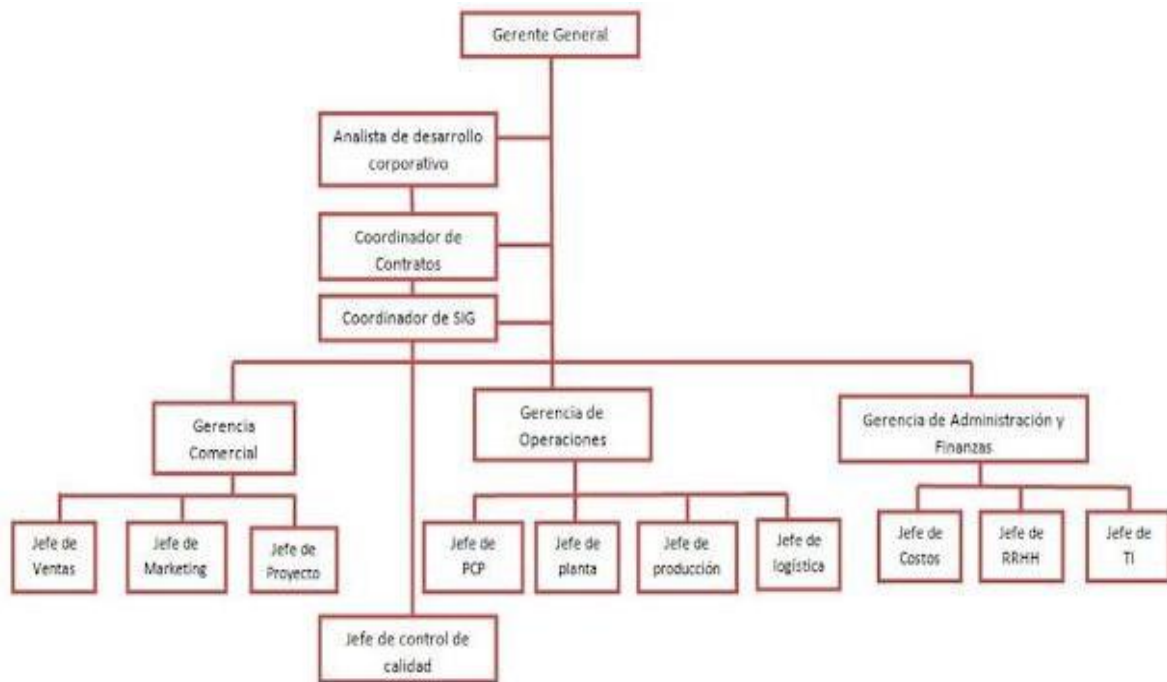 Gerente General
Analista de desarrollo
corporativo
Coordinador de
Contratos
Coordinador de SIG
Gerencia
Comercial
Gerencia de
Operaciones
Gerencia de Administración y
Finanzas
Jefe de
Ventas
Jefe de
Marketing
Jefe de
Proyecto
Jefe de
PCP
Jefe de
planta
Jefe de
producción
Jefe de
logística
Jefe de
Costos
Jefe de
RRHH
Jefe de
TI
Jefe de control de
calidad